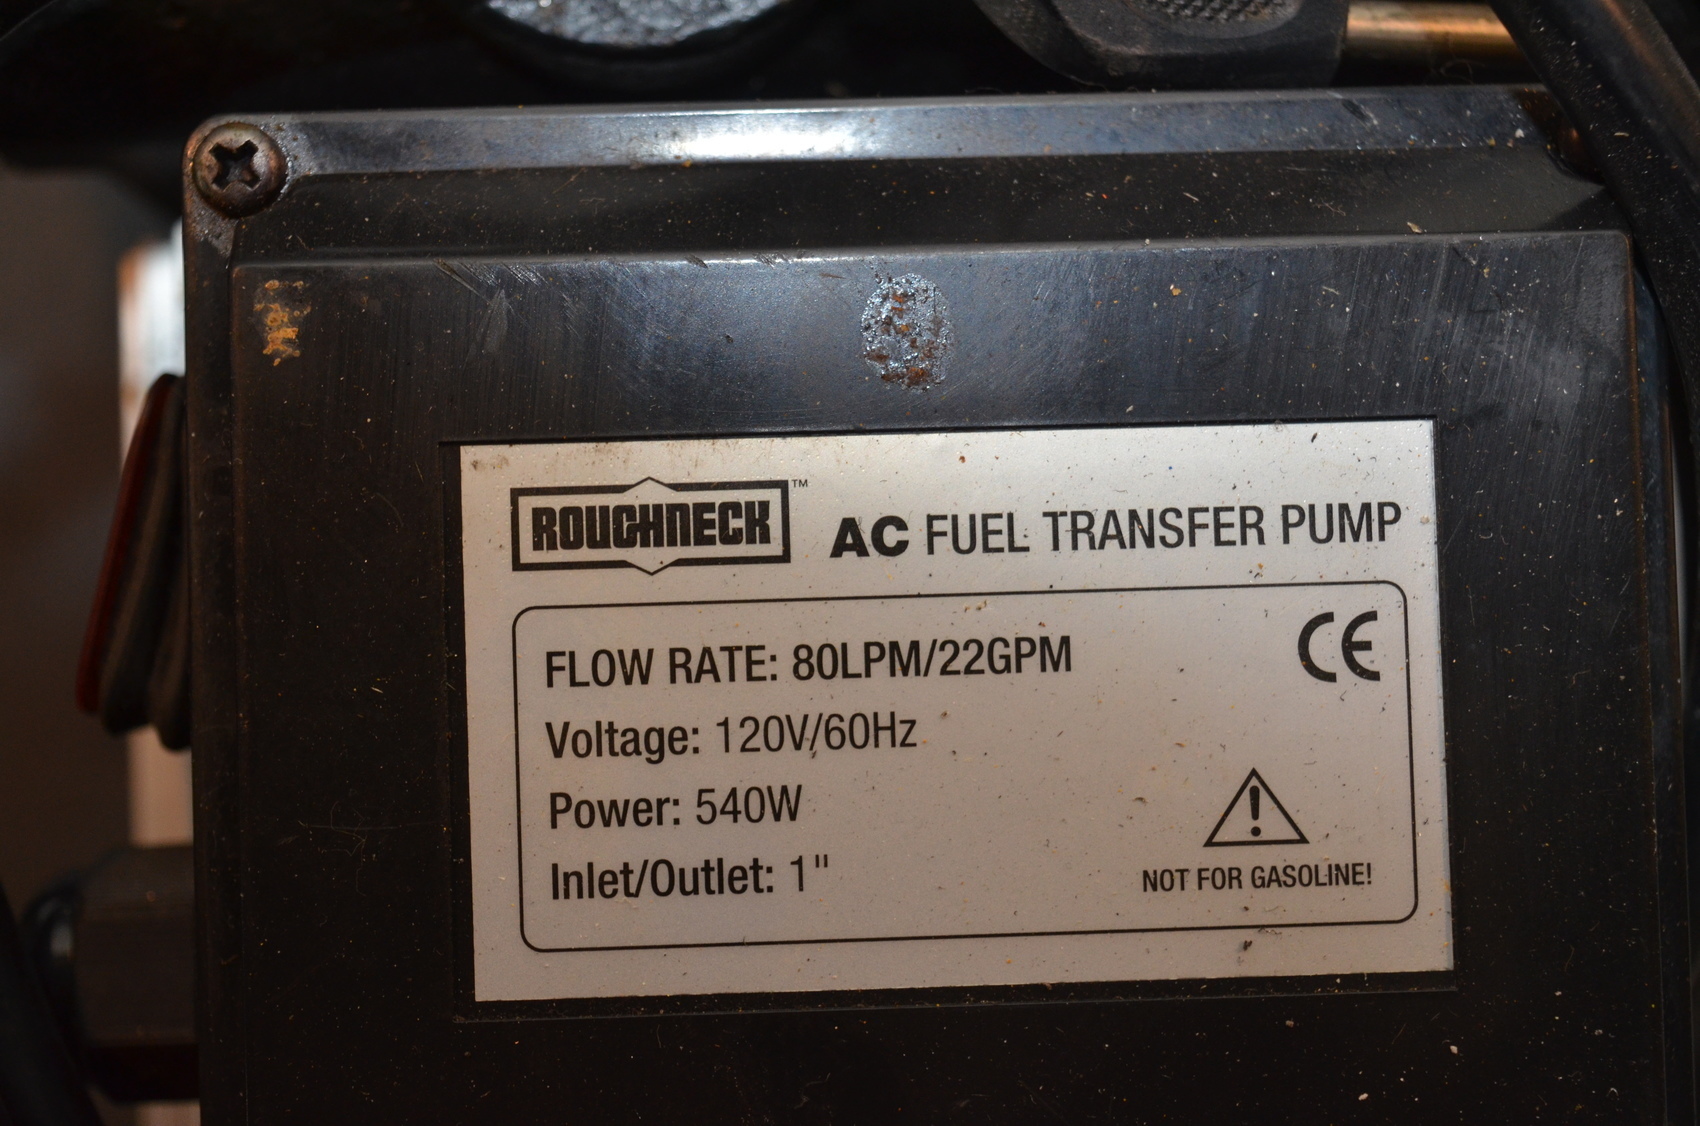 ROUGHNECK™ AC FUEL TRANSFER PUMP
FLOW RATE: 80LPM/22GPM
CE
Voltage: 120V/60Hz
Power: 540W
Inlet/Outlet: 1"
NOT FOR GASOLINE!